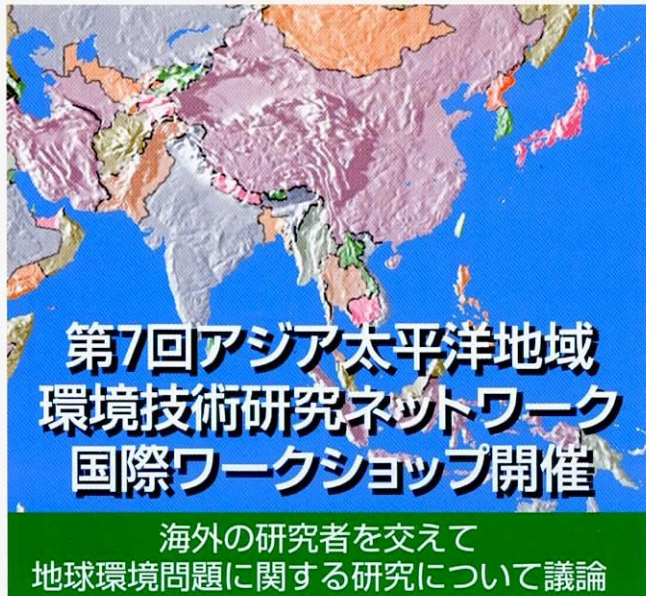 第7回アジア太平洋地域
環境技術研究ネットワーク
国際ワークショップ開催
海外の研究者を交えて
地球環境問題に関する研究について議論